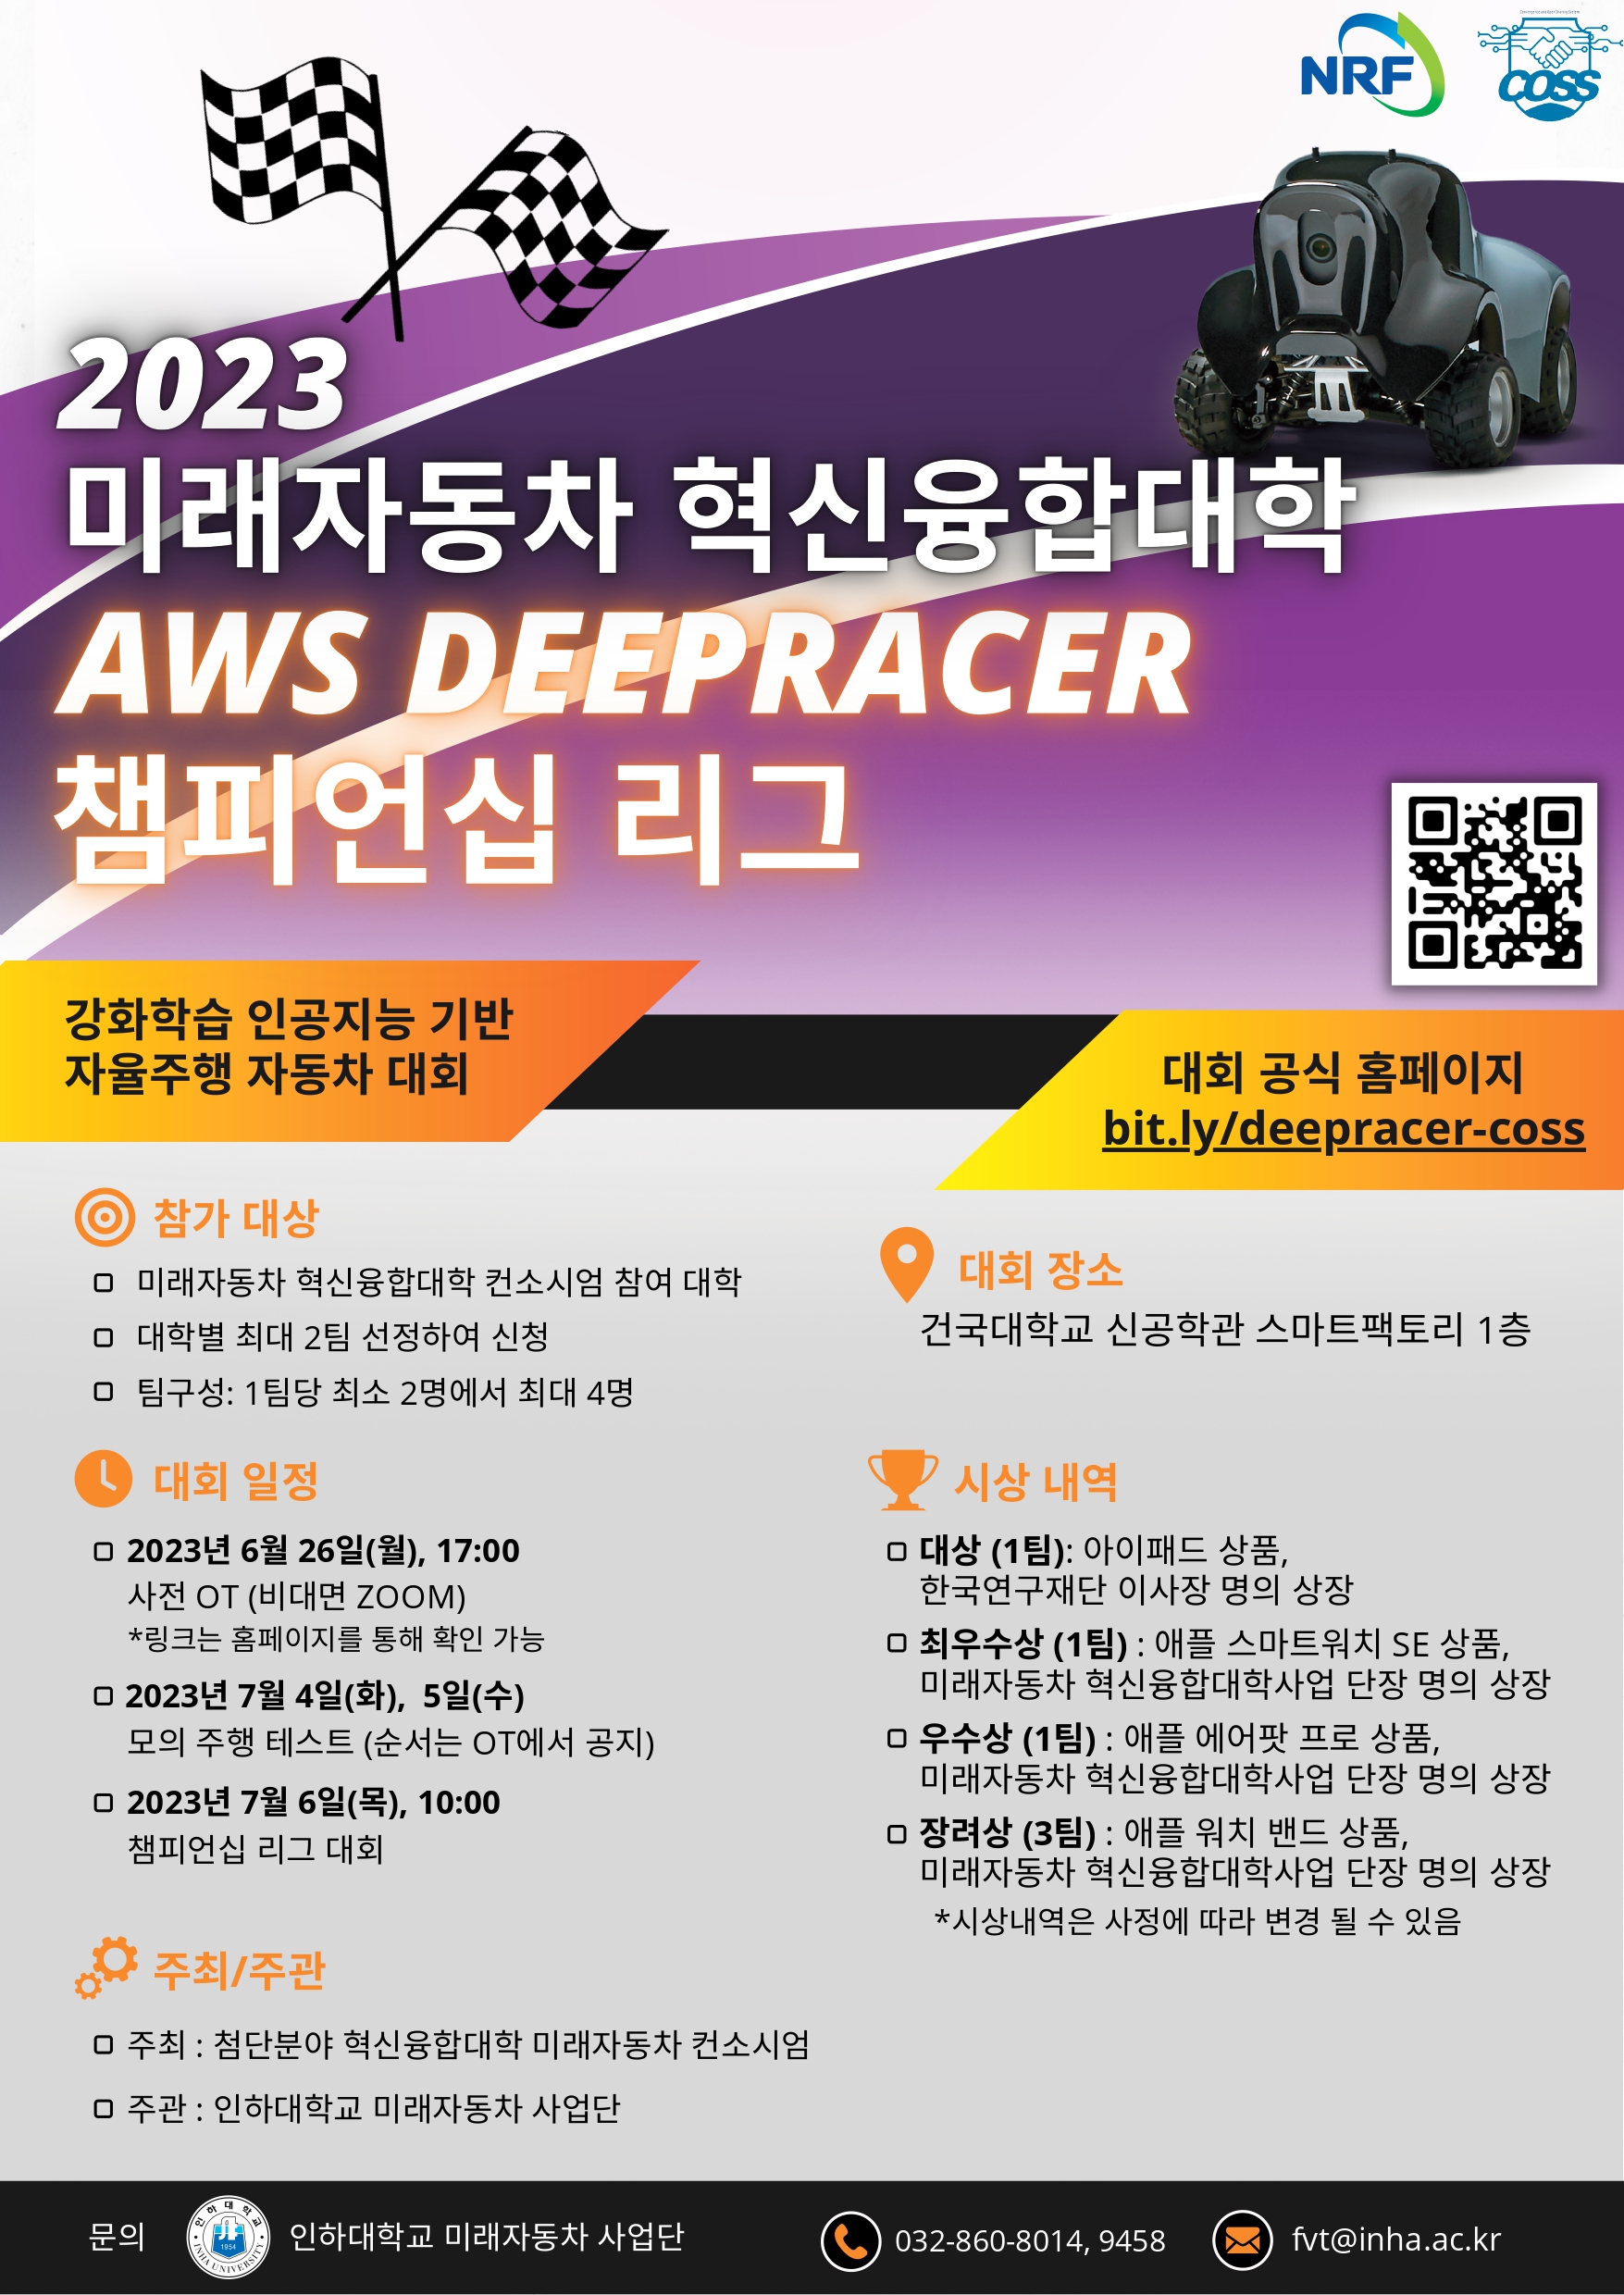 NRF
COSS
2023
미래자동차 혁신융합대학
AWS DEEPRACER
챔피언십 리그
강화학습 인공지능 기반
자율주행 자동차 대회
대회 공식 홈페이지
bit.ly/deepracer-coss
참가 대상
미래자동차 혁신융합대학 컨소시엄 참여 대학
대학별 최대 2팀 선정하여 신청
팀구성: 1팀당 최소 2명에서 최대 4명
대회 장소
건국대학교 신공학관 스마트팩토리 1층
대회 일정
2023년 6월 26일(월), 17:00
사전 OT (비대면 ZOOM)
*링크는 홈페이지를 통해 확인 가능
2023년 7월 4일(화), 5일(수)
모의 주행 테스트 (순서는 OT에서 공지)
2023년 7월 6일(목), 10:00
챔피언십 리그 대회
시상 내역
대상 (1팀): 아이패드 상품,
한국연구재단 이사장 명의 상장
최우수상 (1팀) : 애플 스마트워치 SE 상품,
미래자동차 혁신융합대학사업 단장 명의 상장
우수상 (1팀) : 애플 에어팟 프로 상품,
미래자동차 혁신융합대학사업 단장 명의 상장
장려상 (3팀) : 애플 워치 밴드 상품,
미래자동차 혁신융합대학사업 단장 명의 상장
*시상내역은 사정에 따라 변경 될 수 있음
주최/주관
주최 : 첨단분야 혁신융합대학 미래자동차 컨소시엄
주관 : 인하대학교 미래자동차 사업단
문의
인하대학교
1954
INHA UNIVERSITY
인하대학교 미래자동차 사업단
032-860-8014, 9458
fvt@inha.ac.kr